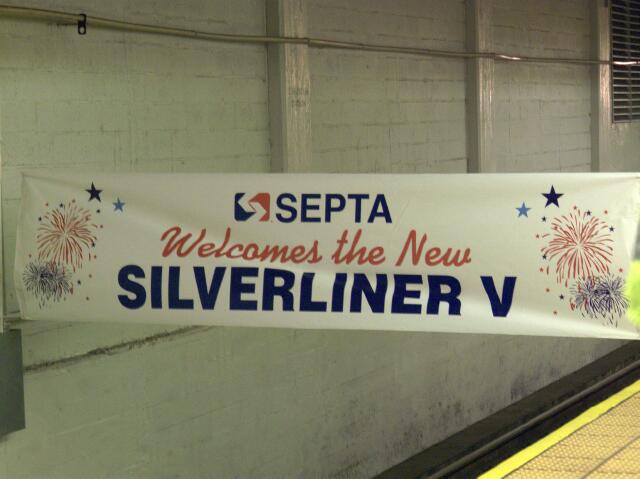 SEPTA
Welcomes the New
SILVERLINER V